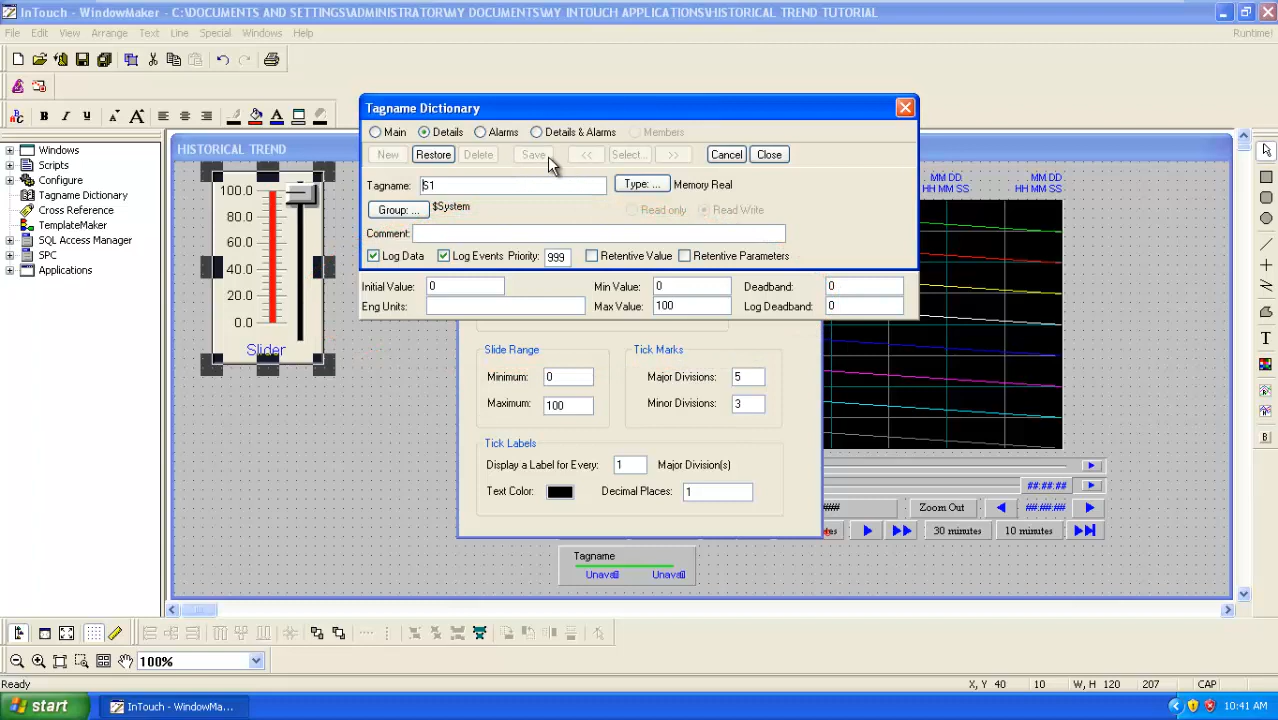 InTouch - WindowMaker - C:\DOCUMENTS AND SETTINGS\ADMINISTRATOR\MY DOCUMENTS\MY INTOUCH APPLICATIONS\HISTORICAL TREND TUTORIAL
File Edit View Arrange Text Line Special Windows Help Runtime!
Tagname Dictionary
Main Details Alarms Details & Alarms Members
New Restore Delete Save << Select... >> Cancel Close
Tagname: S1 Type: ... Memory Real
Group: ... $System Read only Read Write
Comment:
Log Data Log Events Priority: 999 Retentive Value Retentive Parameters
Initial Value: 0 Min Value: 0 Deadband: 0
Eng Units: Max Value: 100 Log Deadband: 0
Windows
Scripts
Configure
Tagname Dictionary
Cross Reference
TemplateMaker
SQL Access Manager
SPC
Applications
HISTORICAL TREND
100.0
80.0
60.0
40.0
20.0
0.0
Slider
MM DD MM DD
HH MM SS HH MM SS
Slide Range Tick Marks
Minimum: 0 Major Divisions: 5
Maximum: 100 Minor Divisions: 3
Tick Labels
Display a Label for Every: 1 Major Division(s)
Text Color: Decimal Places: 1
##:##:##
Zoom Out ##:##:##
30 minutes 10 minutes
Tagname
Unavail Unavail
100%
Ready X, Y 40 10 W, H 120 207 CAP
start InTouch - WindowMa... 10:41 AM